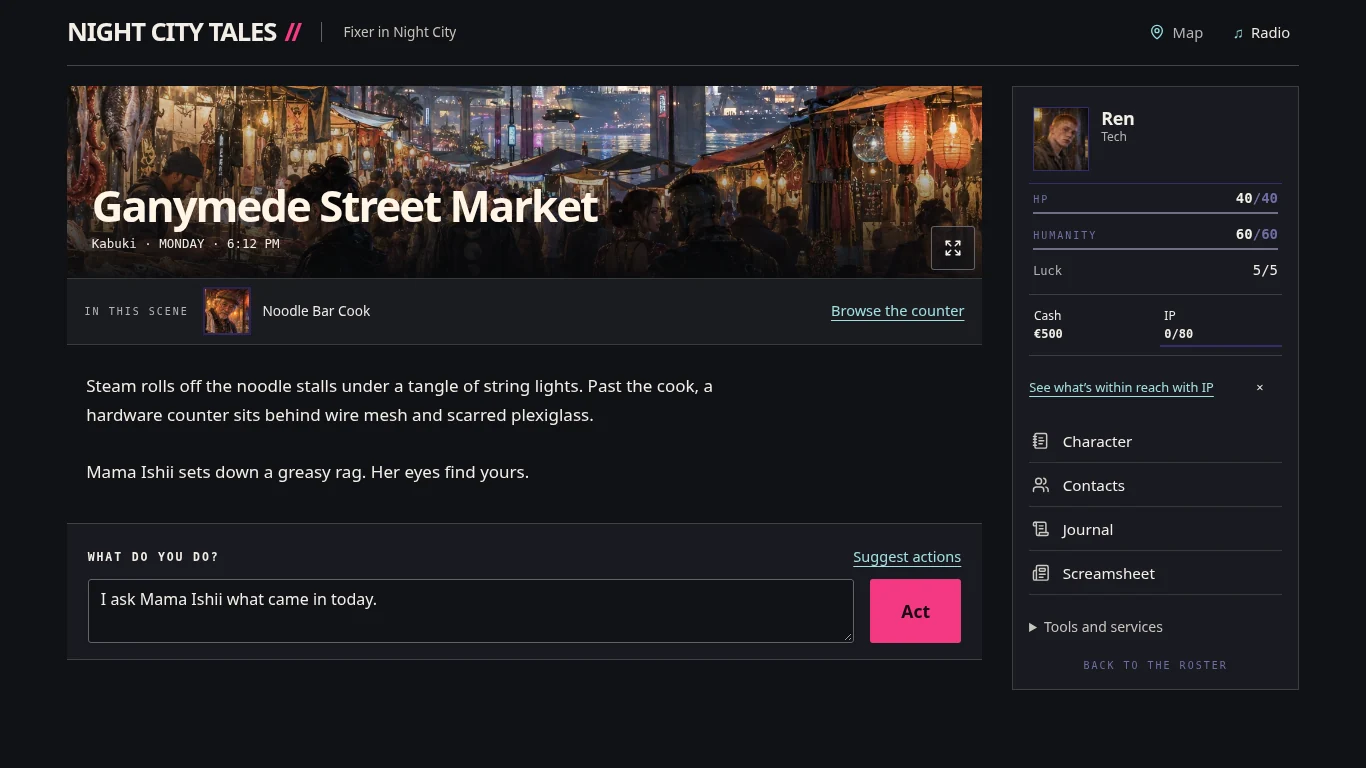 NIGHT CITY TALES //
Fixer in Night City
Map
Radio
Ganymede Street Market
Kabuki · MONDAY · 6:12 PM
IN THIS SCENE
Noodle Bar Cook
Browse the counter
Steam rolls off the noodle stalls under a tangle of string lights. Past the cook, a
hardware counter sits behind wire mesh and scarred plexiglass.
Mama Ishii sets down a greasy rag. Her eyes find yours.
WHAT DO YOU DO?
Suggest actions
I ask Mama Ishii what came in today.
Act
Ren
Tech
HP 40/40
HUMANITY 60/60
Luck 5/5
Cash IP
€500 0/80
See what's within reach with IP ×
Character
Contacts
Journal
Screamsheet
Tools and services
BACK TO THE ROSTER